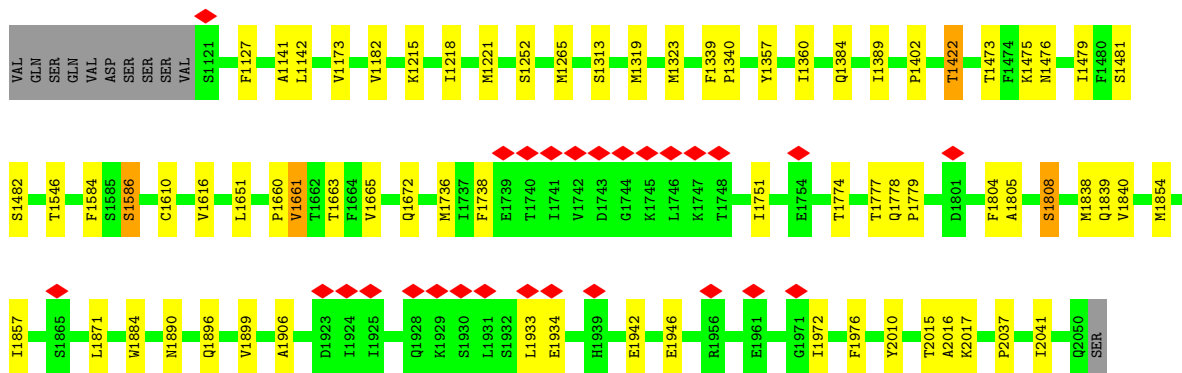 VAL GLN SER GLN VAL ASP SER SER SER VAL S1121 F1127 A1141 L1142 V1173 V1182 K1215 I1218 M1221 S1252 M1265 S1313 M1319 M1323 F1339 P1340 Y1357 I1360 Q1384 I1389 P1402 T1422 T1473 F1474 K1475 N1476 I1479 F1480 S1481
S1482 T1546 F1584 S1585 S1586 C1610 V1616 L1651 P1660 V1661 T1662 T1663 F1664 V1665 Q1672 M1736 I1737 F1738 E1739 T1740 I1741 V1742 D1743 G1744 K1745 L1746 K1747 T1748 I1751 E1754 T1774 T1777 Q1778 P1779 D1801 F1804 A1805 S1808 M1838 Q1839 V1840 M1854
I1857 S1865 L1871 W1884 N1890 Q1896 V1899 A1906 D1923 I1924 I1925 Q1928 K1929 S1930 L1931 S1932 L1933 E1934 H1939 E1942 E1946 R1956 E1961 G1971 I1972 F1976 Y2010 T2015 A2016 K2017 P2037 I2041 Q2050 SER